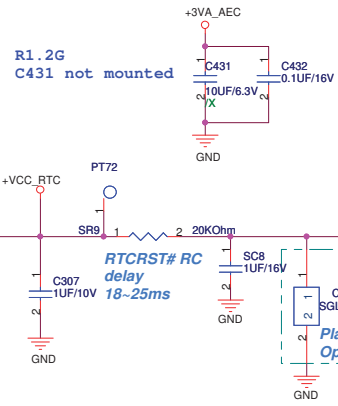 +3VA_AEC
R1.2G
C431 not mounted
1
C431
1
C432
0.1UF/16V
10UF/6.3V
2
/X
2
GND
PT72
+VCC_RTC
1
SR9
1
2
20KOhm
RTCRST# RC
delay
18~25ms
1
SC8
1UF/16V
2
1
C307
1UF/10V
2
1
2
GND
GND
GND